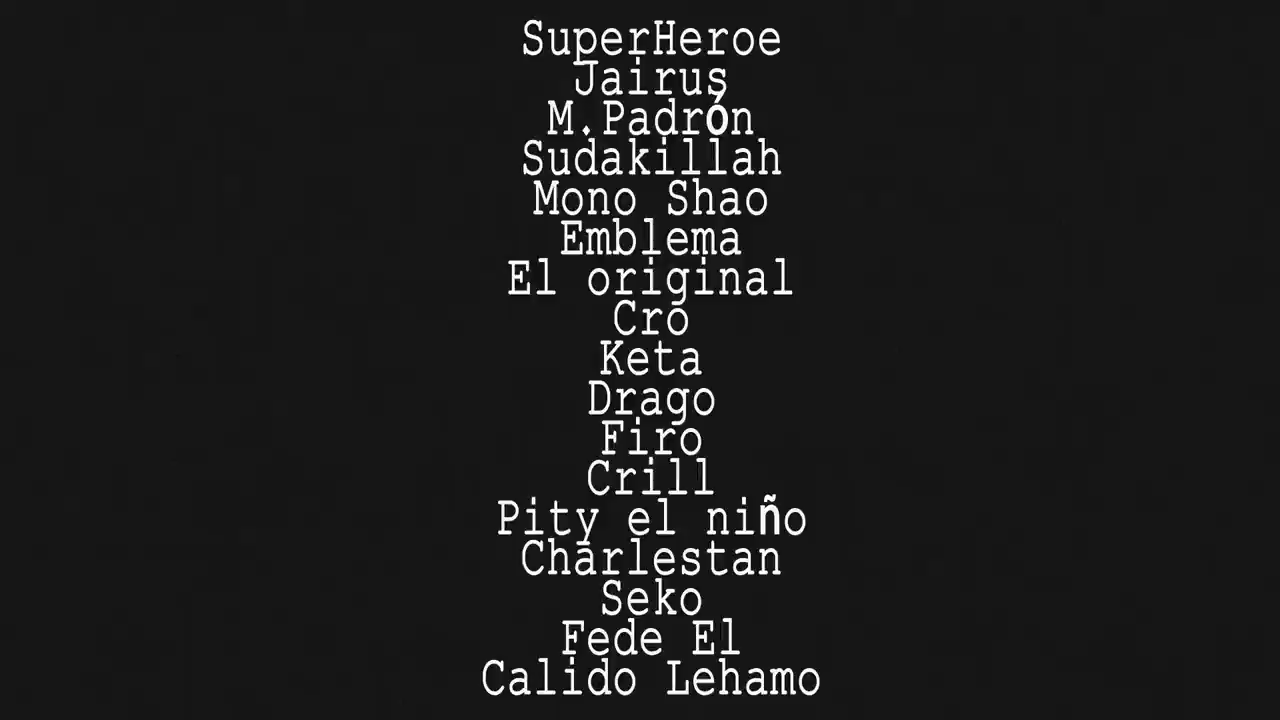 SuperHeroe
Jairus
M.Padrón
Sudakillah
Mono Shao
Emblema
El original
Cro
Keta
Drago
Firo
Crill
Pity el niño
Charlestan
Seko
Fede El
Calido Lehamo